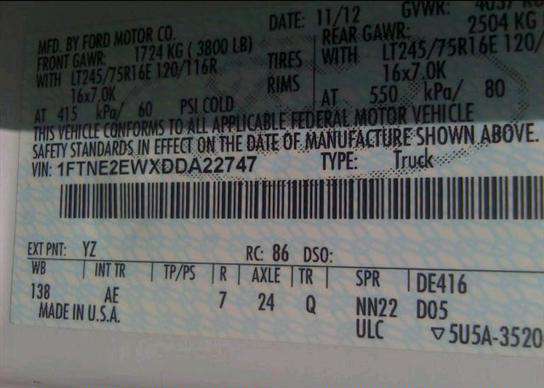 MFD. BY FORD MOTOR CO. DATE: 11/12 GVWR:
FRONT GAWR: 1724 KG ( 3800 LB) REAR GAWR: 2504 KG
WITH LT245/75R16E 120/116R TIRES WITH LT245/75R16E 120/
16x7.0K RIMS 16x7.0K
AT 415 kPa/ 60 PSI COLD AT 550 kPa/ 80
THIS VEHICLE CONFORMS TO ALL APPLICABLE FEDERAL MOTOR VEHICLE
SAFETY STANDARDS IN EFFECT ON THE DATE OF MANUFACTURE SHOWN ABOVE.
VIN: 1FTNE2EWXDDA22747 TYPE: Truck
EXT PNT: YZ RC: 86 DSO:
WB INT TR TP/PS R AXLE TR SPR DE416
138 AE 7 24 Q NN22 D05
MADE IN U.S.A. ULC ▽5U5A-3520